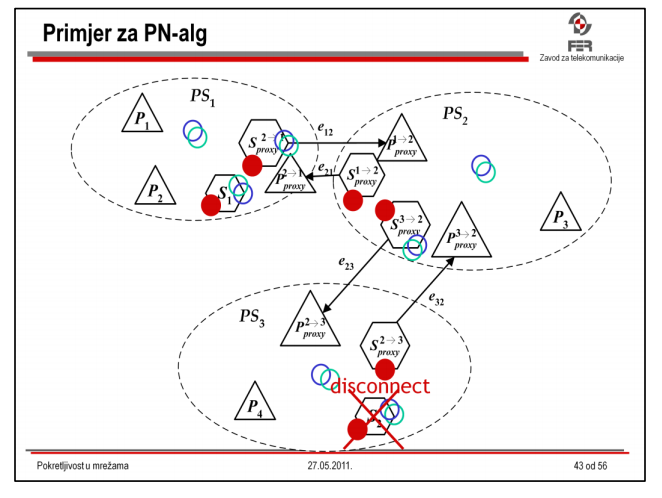 Primjer za PN-alg
FER
Zavod za telekomunikacije
PS1
P1
S2→1proxy
e12
P1→2proxy
PS2
P2
S1
P2→1proxy
e21
S1→2proxy
S3→2proxy
P3→2proxy
P3
e23
e32
PS3
P2→3proxy
S2→3proxy
disconnect
P4
S2
Pokretljivost u mrežama
27.05.2011.
43 od 56